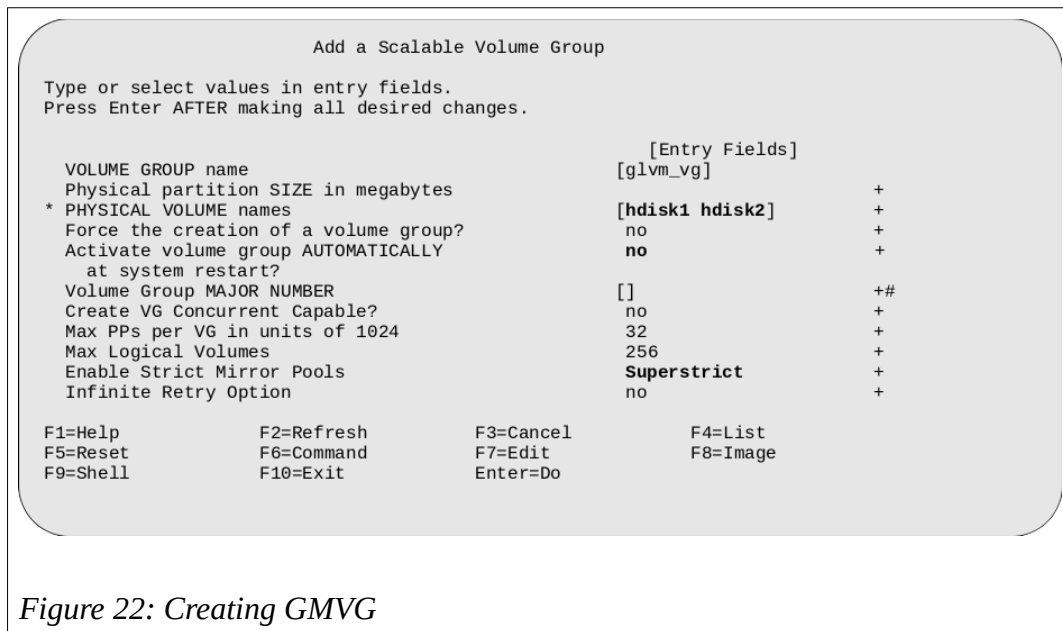 Add a Scalable Volume Group
Type or select values in entry fields.
Press Enter AFTER making all desired changes.
[Entry Fields]
VOLUME GROUP name [glvm_vg]
Physical partition SIZE in megabytes +
* PHYSICAL VOLUME names [hdisk1 hdisk2] +
Force the creation of a volume group? no +
Activate volume group AUTOMATICALLY no +
at system restart?
Volume Group MAJOR NUMBER [] +#
Create VG Concurrent Capable? no +
Max PPs per VG in units of 1024 32 +
Max Logical Volumes 256 +
Enable Strict Mirror Pools Superstrict +
Infinite Retry Option no +
F1=Help F2=Refresh F3=Cancel F4=List
F5=Reset F6=Command F7=Edit F8=Image
F9=Shell F10=Exit Enter=Do
Figure 22: Creating GMVG